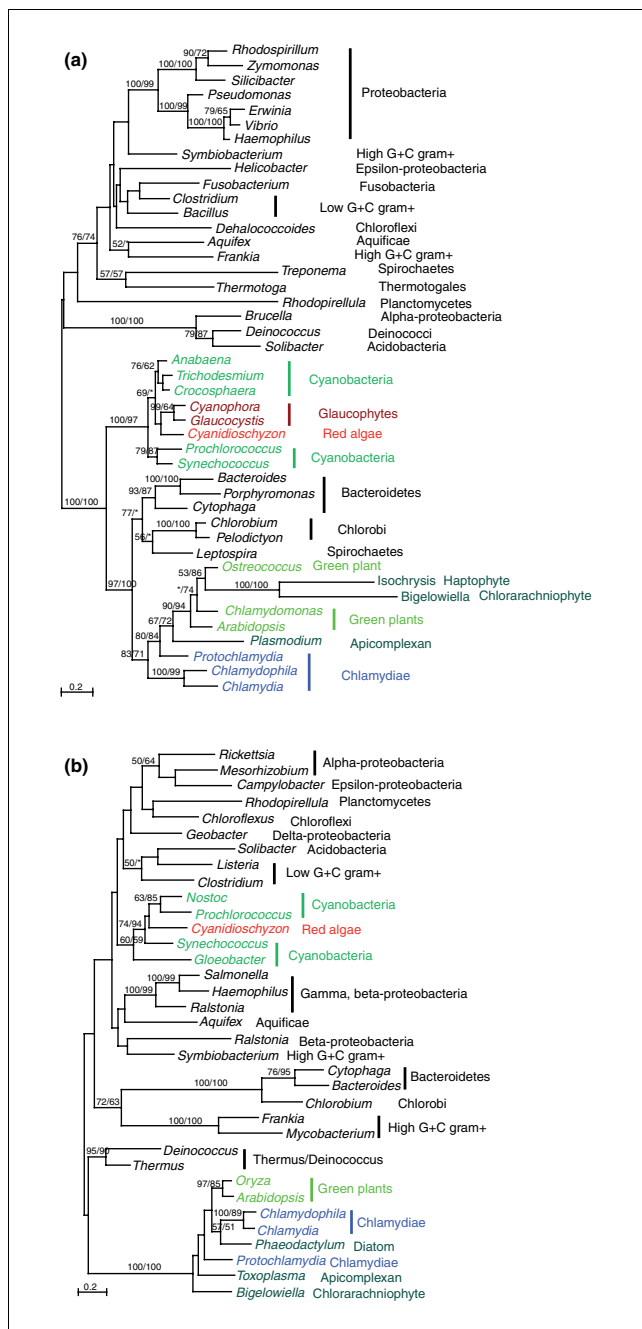 (a)
90/72
Rhodospirillum
100/100
Zymomonas
100/99
Silicibacter
Pseudomonas
Proteobacteria
100/99
79/65
Erwinia
100/100
Vibrio
Haemophilus
Symbiobacterium High G+C gram+
Helicobacter Epsilon-proteobacteria
Fusobacterium Fusobacteria
Clostridium
Low G+C gram+
Bacillus
Dehalococcoides Chloroflexi
76/74
52/*
Aquifex Aquificae
Frankia High G+C gram+
57/57
Treponema Spirochaetes
Thermotoga Thermotogales
Rhodopirellula Planctomycetes
Brucella Alpha-proteobacteria
100/100
79/87
Deinococcus Deinococci
Solibacter Acidobacteria
Anabaena
76/62
Trichodesmium Cyanobacteria
Crocosphaera
69/*
99/64
Cyanophora
Glaucophytes
Glaucocystis
100/97
Cyanidioschyzon Red algae
79/87
Prochlorococcus
Cyanobacteria
Synechococcus
100/100
Bacteroides
93/87
Porphyromonas Bacteroidetes
100/100
Cytophaga
77/*
100/100
Chlorobium
Chlorobi
56/*
Pelodictyon
Leptospira Spirochaetes
53/86
Ostreococcus Green plant
97/100
*/74
100/100
Isochrysis Haptophyte
Bigelowiella Chlorarachniophyte
90/94
Chlamydomonas
Green plants
67/72
Arabidopsis
80/84
Plasmodium Apicomplexan
83/71
Protochlamydia
100/99
Chlamydophila Chlamydiae
Chlamydia
0.2
(b)
Rickettsia
50/64
Alpha-proteobacteria
Mesorhizobium
Campylobacter Epsilon-proteobacteria
Rhodopirellula Planctomycetes
Chloroflexus Chloroflexi
Geobacter Delta-proteobacteria
Solibacter Acidobacteria
50/*
Listeria
Low G+C gram+
Clostridium
63/85
Nostoc
Cyanobacteria
Prochlorococcus
74/94
Cyanidioschyzon Red algae
60/59
Synechococcus
Cyanobacteria
Gloeobacter
100/99
Salmonella
100/99
Haemophilus Gamma, beta-proteobacteria
Ralstonia
Aquifex Aquificae
Ralstonia Beta-proteobacteria
Symbiobacterium High G+C gram+
76/95
Cytophaga
Bacteroidetes
100/100
Bacteroides
72/63
Chlorobium Chlorobi
100/100
Frankia
High G+C gram+
Mycobacterium
95/90
Deinococcus
Thermus/Deinococcus
Thermus
97/85
Oryza
Green plants
Arabidopsis
100/89
Chlamydophila
Chlamydiae
57/51
Chlamydia
Phaeodactylum Diatom
100/100
Protochlamydia Chlamydiae
Toxoplasma Apicomplexan
0.2
Bigelowiella Chlorarachniophyte